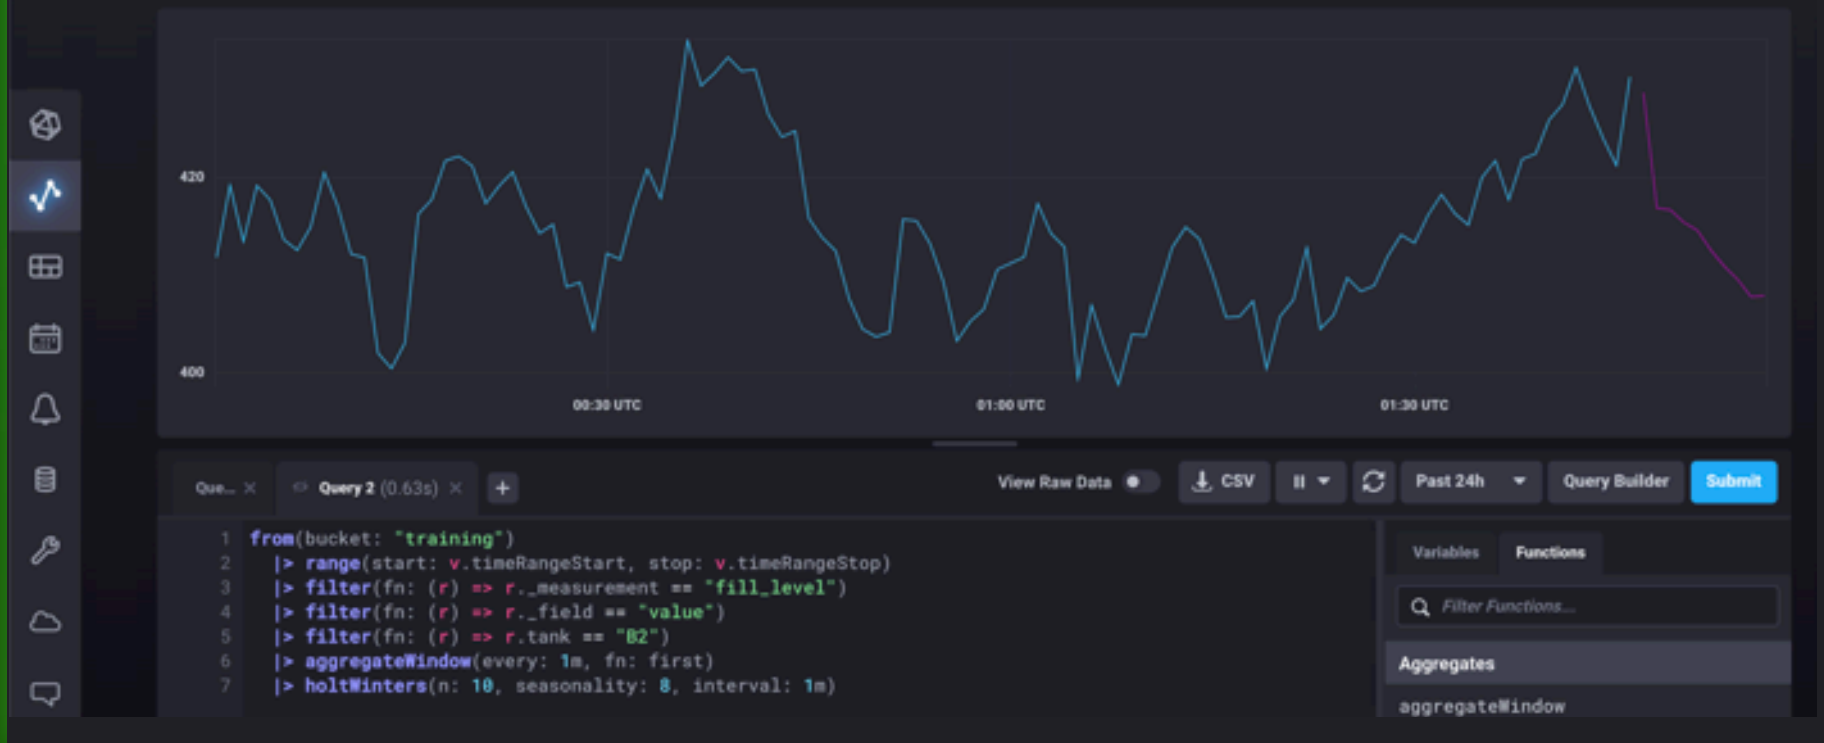 420
400
00:30 UTC 01:00 UTC 01:30 UTC
Que... × Query 2 (0.63s) × + View Raw Data CSV Past 24h Query Builder Submit
1 from(bucket: "training")
2 |> range(start: v.timeRangeStart, stop: v.timeRangeStop)
3 |> filter(fn: (r) => r._measurement == "fill_level")
4 |> filter(fn: (r) => r._field == "value")
5 |> filter(fn: (r) => r.tank == "B2")
6 |> aggregateWindow(every: 1m, fn: first)
7 |> holtWinters(n: 10, seasonality: 8, interval: 1m)
Variables Functions
Filter Functions...
Aggregates
aggregateWindow